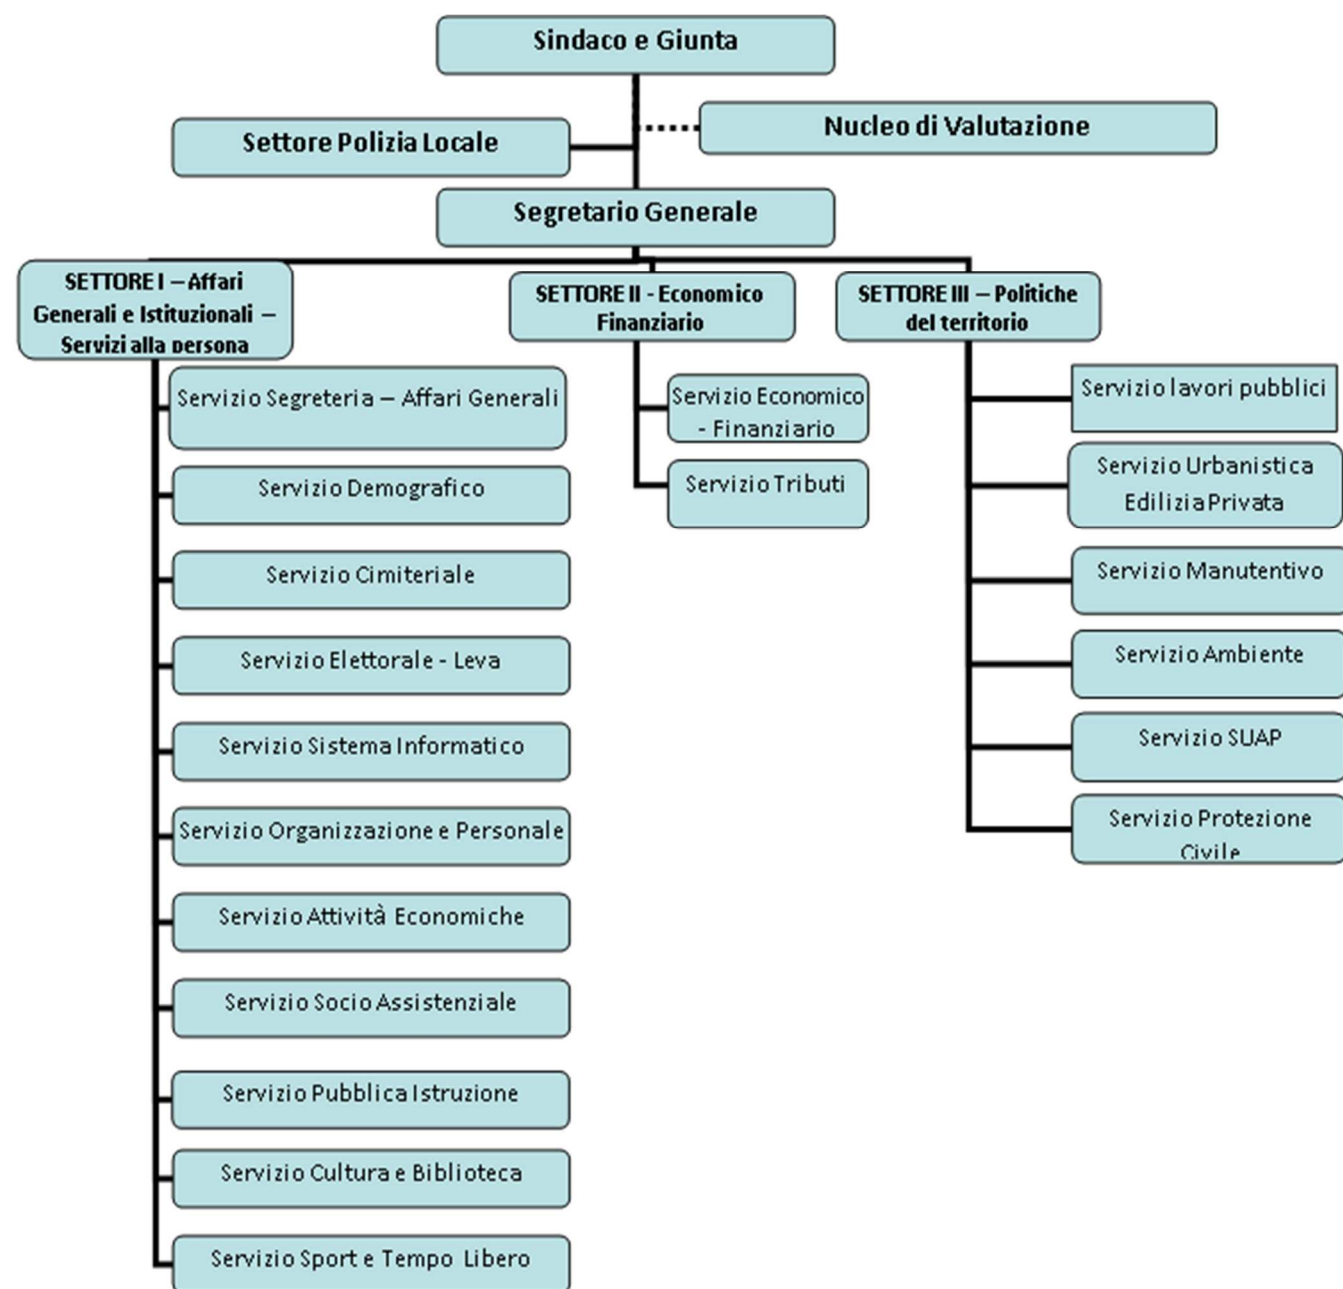 Sindaco e Giunta
Nucleo di Valutazione
Settore Polizia Locale
Segretario Generale
SETTORE I – Affari
Generali e Istituzionali –
Servizi alla persona
SETTORE II - Economico
Finanziario
SETTORE III – Politiche
del territorio
Servizio Segreteria – Affari Generali
Servizio Demografico
Servizio Cimiteriale
Servizio Elettorale - Leva
Servizio Sistema Informatico
Servizio Organizzazione e Personale
Servizio Attività Economiche
Servizio Socio Assistenziale
Servizio Pubblica Istruzione
Servizio Cultura e Biblioteca
Servizio Sport e Tempo Libero
Servizio Economico
- Finanziario
Servizio Tributi
Servizio lavori pubblici
Servizio Urbanistica
Edilizia Privata
Servizio Manutentivo
Servizio Ambiente
Servizio SUAP
Servizio Protezione
Civile